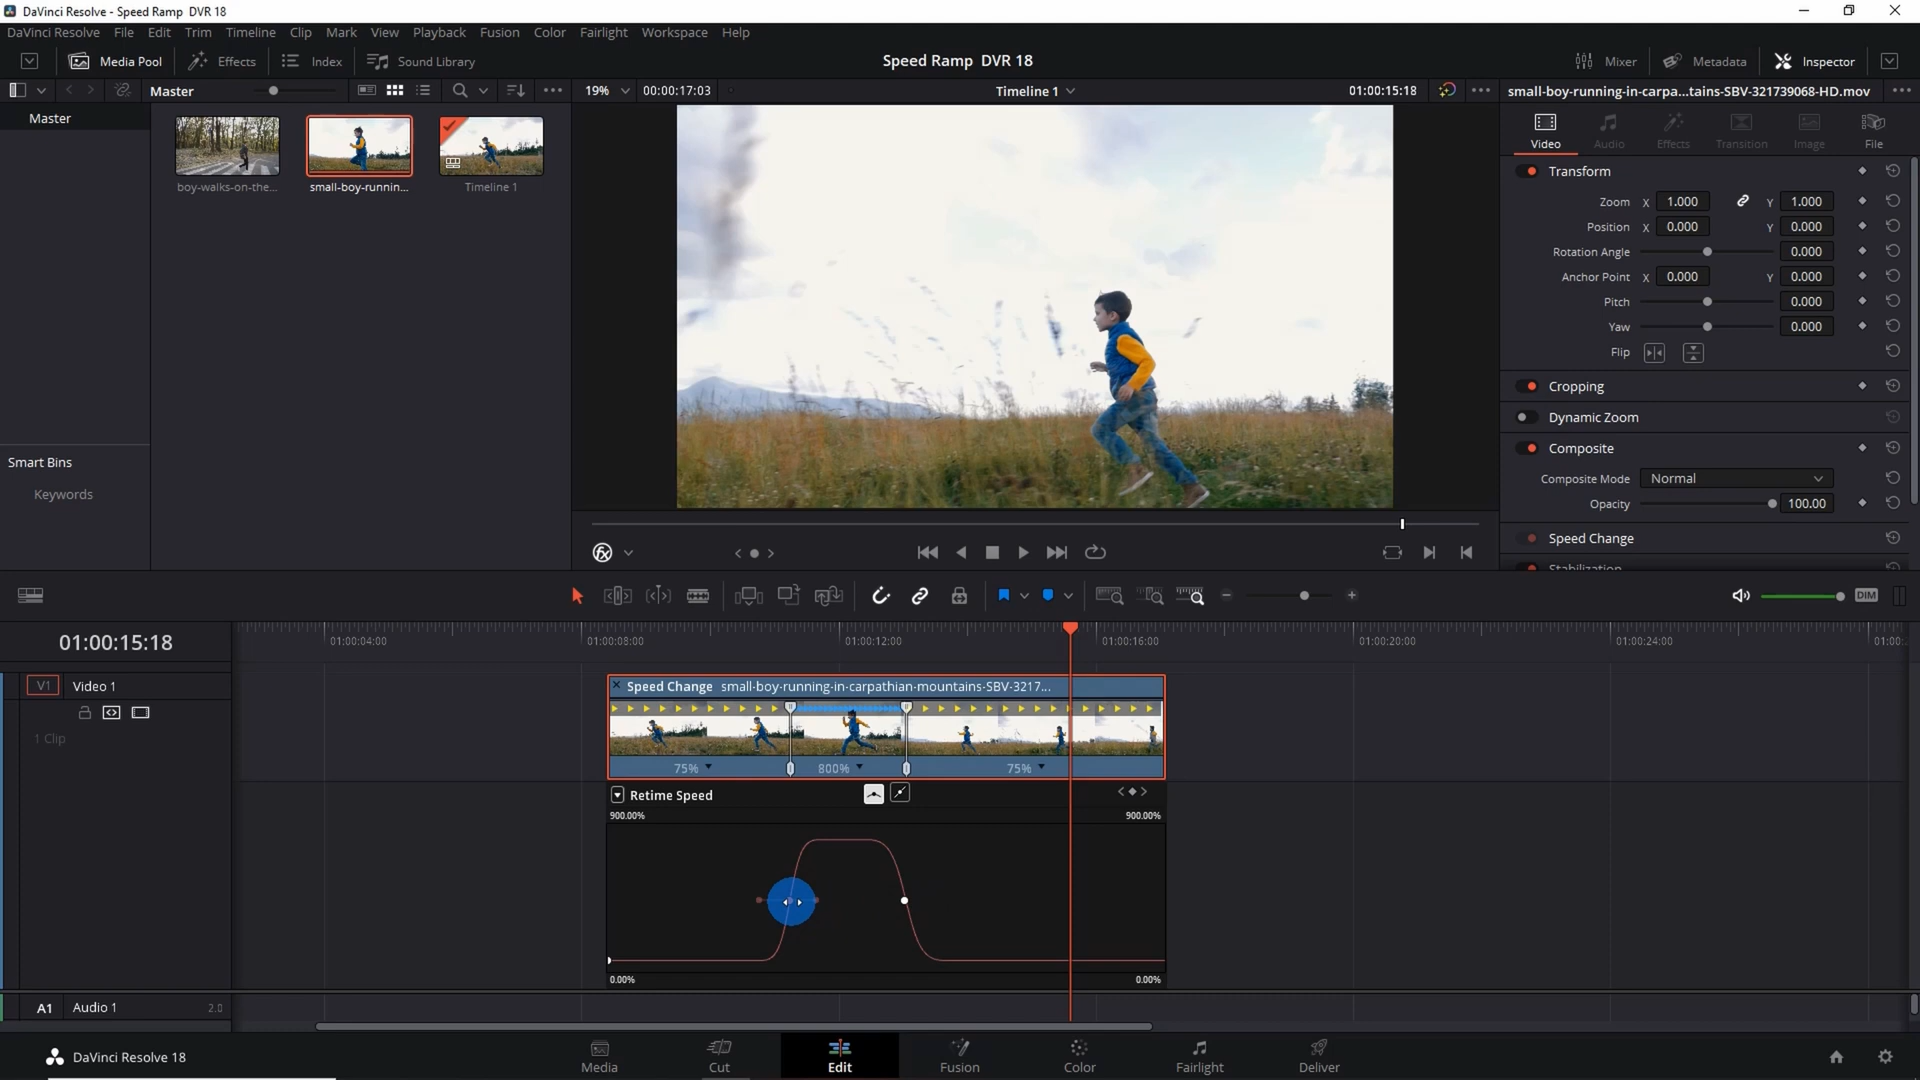 DaVinci Resolve - Speed Ramp DVR 18
DaVinci Resolve File Edit Trim Timeline Clip Mark View Playback Fusion Color Fairlight Workspace Help
Media Pool Effects Index Sound Library Speed Ramp DVR 18 Mixer Metadata Inspector
Master 19% 00:00:17:03 Timeline 1 01:00:15:18 small-boy-running-in-carpa...tains-SBV-321739068-HD.mov
Master
boy-walks-on-the... small-boy-runnin... Timeline 1
Video Audio Effects Transition Image File
Transform
Zoom X 1.000 Y 1.000
Position X 0.000 Y 0.000
Rotation Angle 0.000
Anchor Point X 0.000 Y 0.000
Pitch 0.000
Yaw 0.000
Flip
Cropping
Dynamic Zoom
Composite
Composite Mode Normal
Opacity 100.00
Speed Change
Stabilization
Smart Bins
Keywords
DIM
01:00:15:18
01:00:04:00 01:00:08:00 01:00:12:00 01:00:16:00 01:00:20:00 01:00:24:00 01:00:
V1 Video 1
1 Clip
Speed Change small-boy-running-in-carpathian-mountains-SBV-3217...
75% 800% 75%
Retime Speed
900.00% 900.00%
0.00% 0.00%
A1 Audio 1 2.0
DaVinci Resolve 18
Media Cut Edit Fusion Color Fairlight Deliver